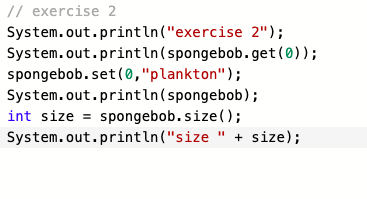 // exercise 2
System.out.println("exercise 2");
System.out.println(spongebob.get(0));
spongebob.set(0,"plankton");
System.out.println(spongebob);
int size = spongebob.size();
System.out.println("size " + size);